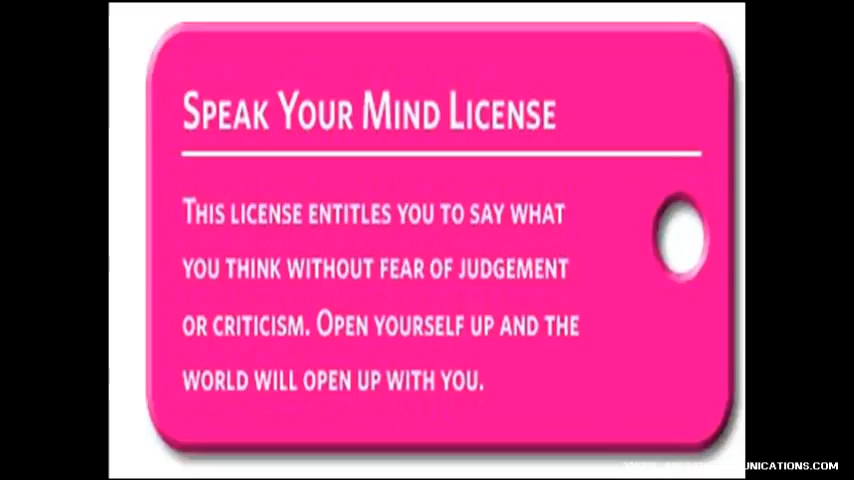 Speak Your Mind License
This license entitles you to say what
you think without fear of judgement
or criticism. Open yourself up and the
world will open up with you.